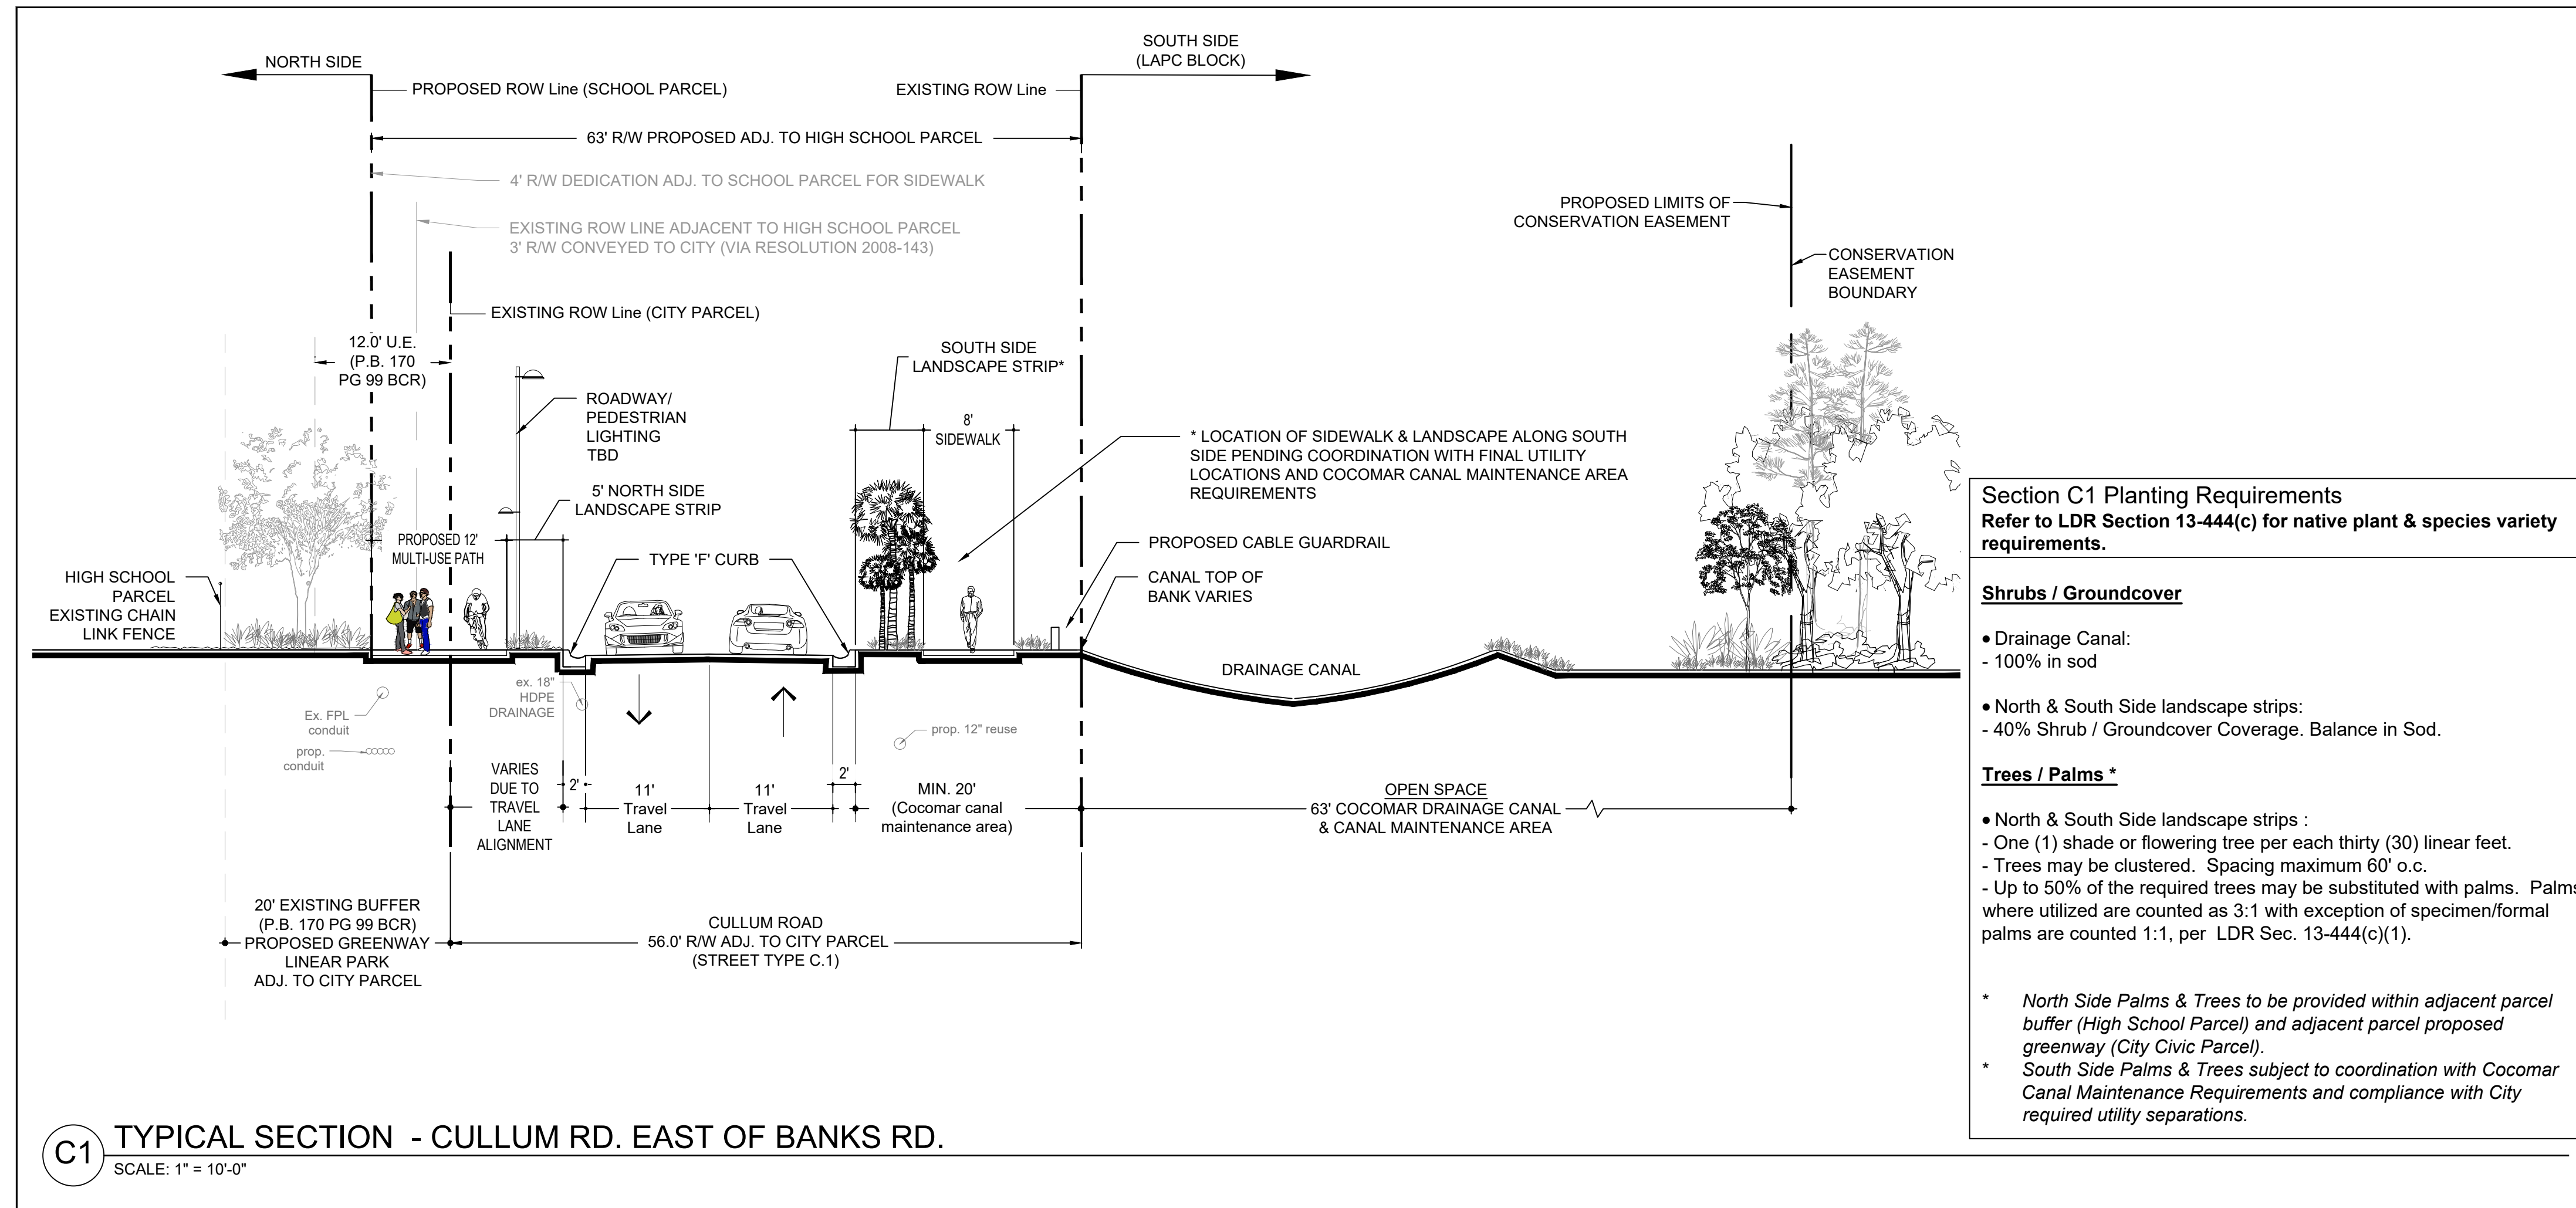 NORTH SIDE
SOUTH SIDE
(LAPC BLOCK)
PROPOSED ROW Line (SCHOOL PARCEL)
EXISTING ROW Line
63' R/W PROPOSED ADJ. TO HIGH SCHOOL PARCEL
4' R/W DEDICATION ADJ. TO SCHOOL PARCEL FOR SIDEWALK
EXISTING ROW LINE ADJACENT TO HIGH SCHOOL PARCEL
3' R/W CONVEYED TO CITY (VIA RESOLUTION 2008-143)
PROPOSED LIMITS OF
CONSERVATION EASEMENT
CONSERVATION
EASEMENT
BOUNDARY
EXISTING ROW Line (CITY PARCEL)
12.0' U.E.
(P.B. 170
PG 99 BCR)
SOUTH SIDE
LANDSCAPE STRIP*
ROADWAY/
PEDESTRIAN
LIGHTING
TBD
8'
SIDEWALK
* LOCATION OF SIDEWALK & LANDSCAPE ALONG SOUTH
SIDE PENDING COORDINATION WITH FINAL UTILITY
LOCATIONS AND COCOMAR CANAL MAINTENANCE AREA
REQUIREMENTS
5' NORTH SIDE
LANDSCAPE STRIP
PROPOSED 12'
MULTI-USE PATH
TYPE 'F' CURB
PROPOSED CABLE GUARDRAIL
CANAL TOP OF
BANK VARIES
HIGH SCHOOL
PARCEL
EXISTING CHAIN
LINK FENCE
DRAINAGE CANAL
ex. 18"
HDPE
DRAINAGE
Ex. FPL
conduit
prop.
conduit
prop. 12" reuse
VARIES
DUE TO
TRAVEL
LANE
ALIGNMENT
2'
11'
Travel
Lane
11'
Travel
Lane
2'
MIN. 20'
(Cocomar canal
maintenance area)
OPEN SPACE
63' COCOMAR DRAINAGE CANAL
& CANAL MAINTENANCE AREA
20' EXISTING BUFFER
(P.B. 170 PG 99 BCR)
PROPOSED GREENWAY
LINEAR PARK
ADJ. TO CITY PARCEL
CULLUM ROAD
56.0' R/W ADJ. TO CITY PARCEL
(STREET TYPE C.1)
Section C1 Planting Requirements
Refer to LDR Section 13-444(c) for native plant & species variety
requirements.
Shrubs / Groundcover
• Drainage Canal:
- 100% in sod
• North & South Side landscape strips:
- 40% Shrub / Groundcover Coverage. Balance in Sod.
Trees / Palms *
• North & South Side landscape strips :
- One (1) shade or flowering tree per each thirty (30) linear feet.
- Trees may be clustered. Spacing maximum 60' o.c.
- Up to 50% of the required trees may be substituted with palms. Palms
where utilized are counted as 3:1 with exception of specimen/formal
palms are counted 1:1, per LDR Sec. 13-444(c)(1).
* North Side Palms & Trees to be provided within adjacent parcel
buffer (High School Parcel) and adjacent parcel proposed
greenway (City Civic Parcel).
* South Side Palms & Trees subject to coordination with Cocomar
Canal Maintenance Requirements and compliance with City
required utility separations.
C1
TYPICAL SECTION - CULLUM RD. EAST OF BANKS RD.
SCALE: 1" = 10'-0"